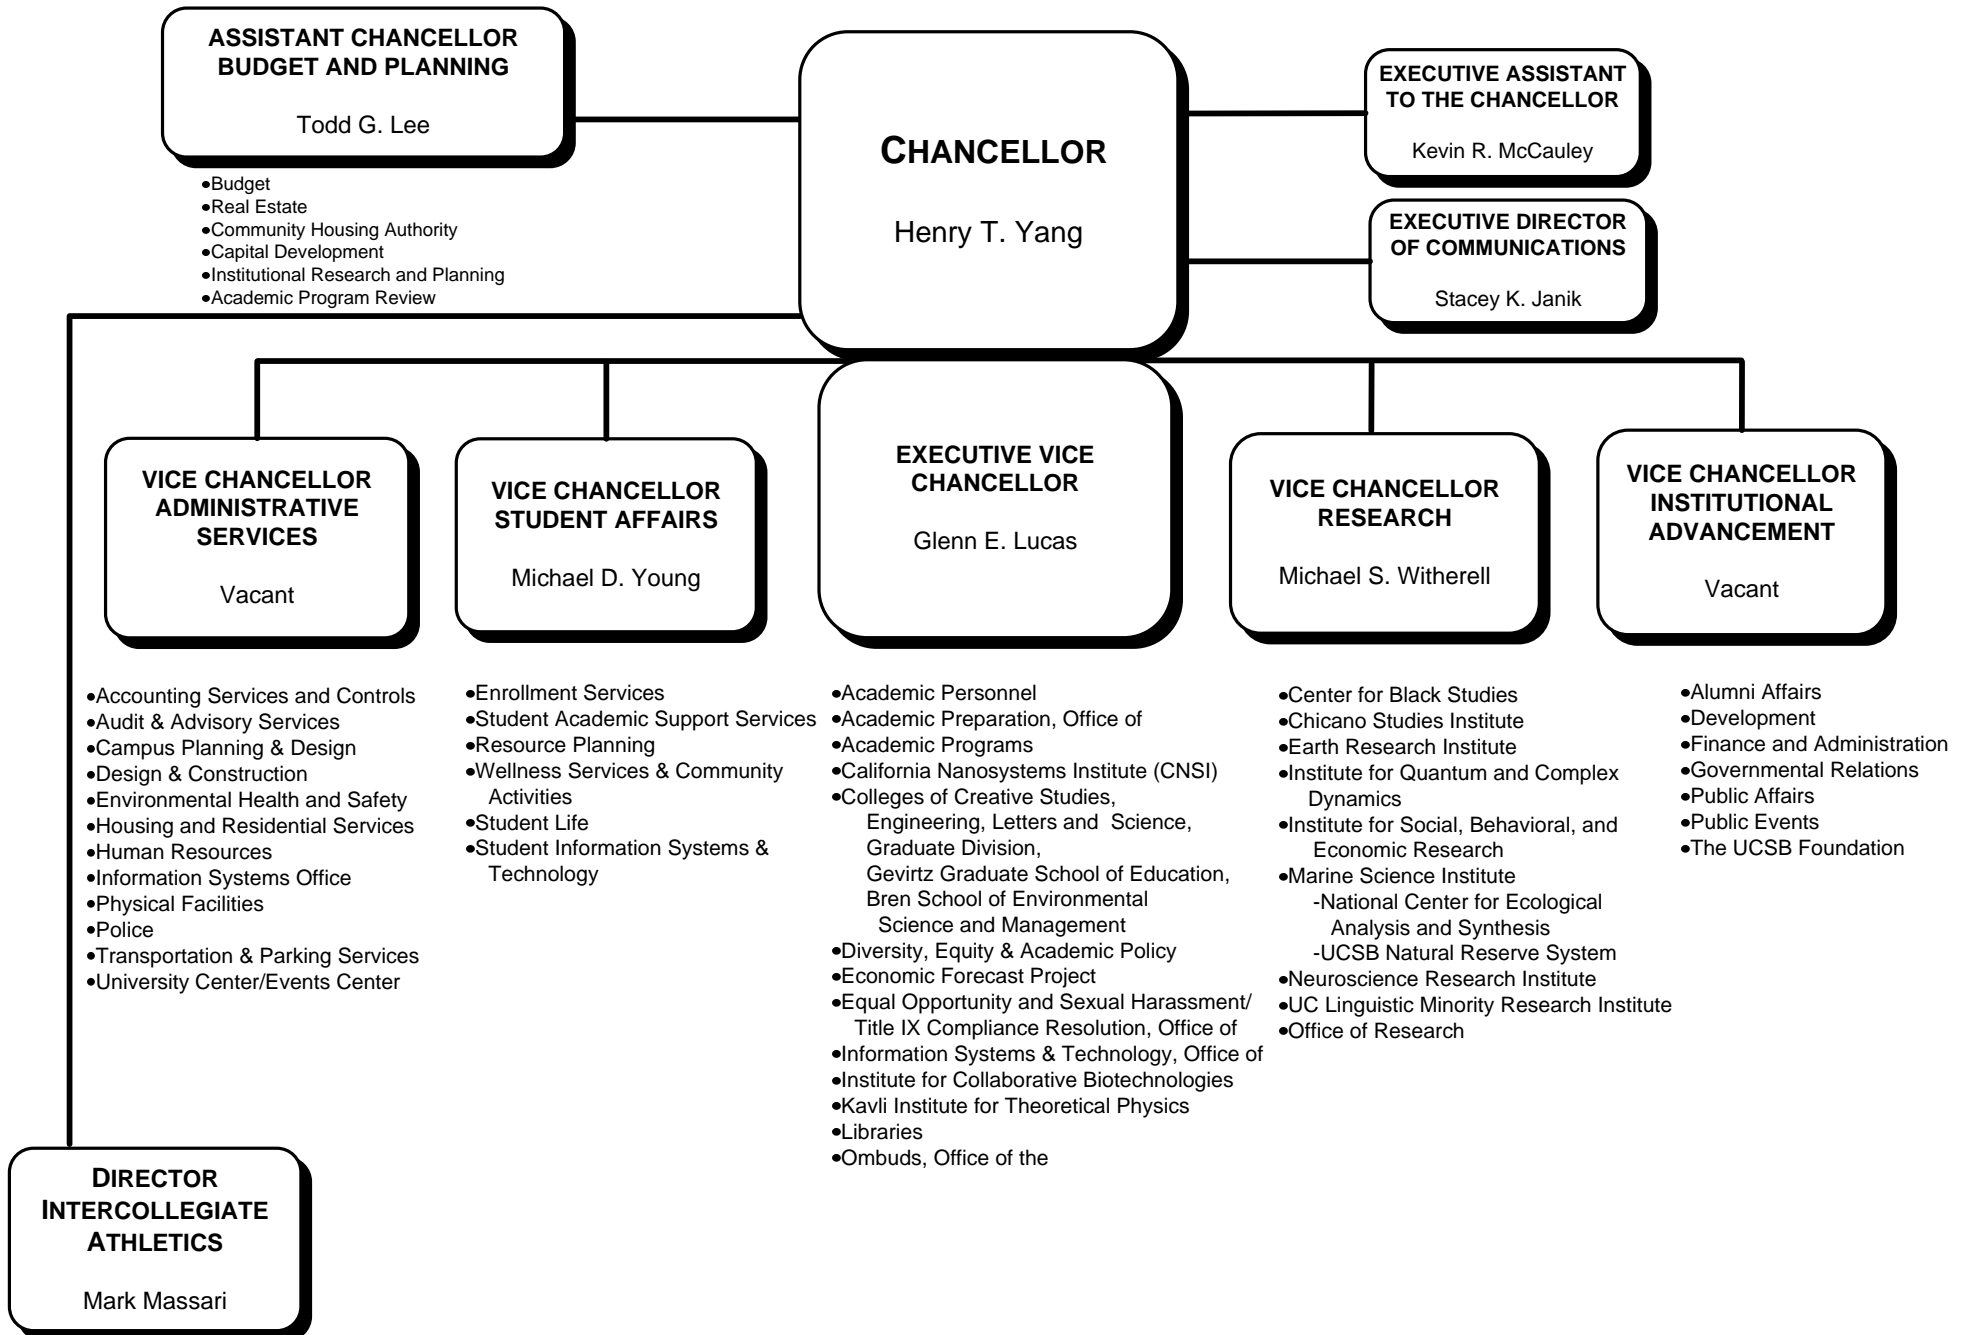 ASSISTANT CHANCELLOR
BUDGET AND PLANNING
Todd G. Lee
•Budget
•Real Estate
•Community Housing Authority
•Capital Development
•Institutional Research and Planning
•Academic Program Review
CHANCELLOR
Henry T. Yang
EXECUTIVE ASSISTANT
TO THE CHANCELLOR
Kevin R. McCauley
EXECUTIVE DIRECTOR
OF COMMUNICATIONS
Stacey K. Janik
VICE CHANCELLOR
ADMINISTRATIVE
SERVICES
Vacant
•Accounting Services and Controls
•Audit & Advisory Services
•Campus Planning & Design
•Design & Construction
•Environmental Health and Safety
•Housing and Residential Services
•Human Resources
•Information Systems Office
•Physical Facilities
•Police
•Transportation & Parking Services
•University Center/Events Center
VICE CHANCELLOR
STUDENT AFFAIRS
Michael D. Young
•Enrollment Services
•Student Academic Support Services
•Resource Planning
•Wellness Services & Community
Activities
•Student Life
•Student Information Systems &
Technology
EXECUTIVE VICE
CHANCELLOR
Glenn E. Lucas
•Academic Personnel
•Academic Preparation, Office of
•Academic Programs
•California Nanosystems Institute (CNSI)
•Colleges of Creative Studies,
Engineering, Letters and Science,
Graduate Division,
Gevirtz Graduate School of Education,
Bren School of Environmental
Science and Management
•Diversity, Equity & Academic Policy
•Economic Forecast Project
•Equal Opportunity and Sexual Harassment/
Title IX Compliance Resolution, Office of
•Information Systems & Technology, Office of
•Institute for Collaborative Biotechnologies
•Kavli Institute for Theoretical Physics
•Libraries
•Ombuds, Office of the
VICE CHANCELLOR
RESEARCH
Michael S. Witherell
•Center for Black Studies
•Chicano Studies Institute
•Earth Research Institute
•Institute for Quantum and Complex
Dynamics
•Institute for Social, Behavioral, and
Economic Research
•Marine Science Institute
-National Center for Ecological
Analysis and Synthesis
-UCSB Natural Reserve System
•Neuroscience Research Institute
•UC Linguistic Minority Research Institute
•Office of Research
VICE CHANCELLOR
INSTITUTIONAL
ADVANCEMENT
Vacant
•Alumni Affairs
•Development
•Finance and Administration
•Governmental Relations
•Public Affairs
•Public Events
•The UCSB Foundation
DIRECTOR
INTERCOLLEGIATE
ATHLETICS
Mark Massari